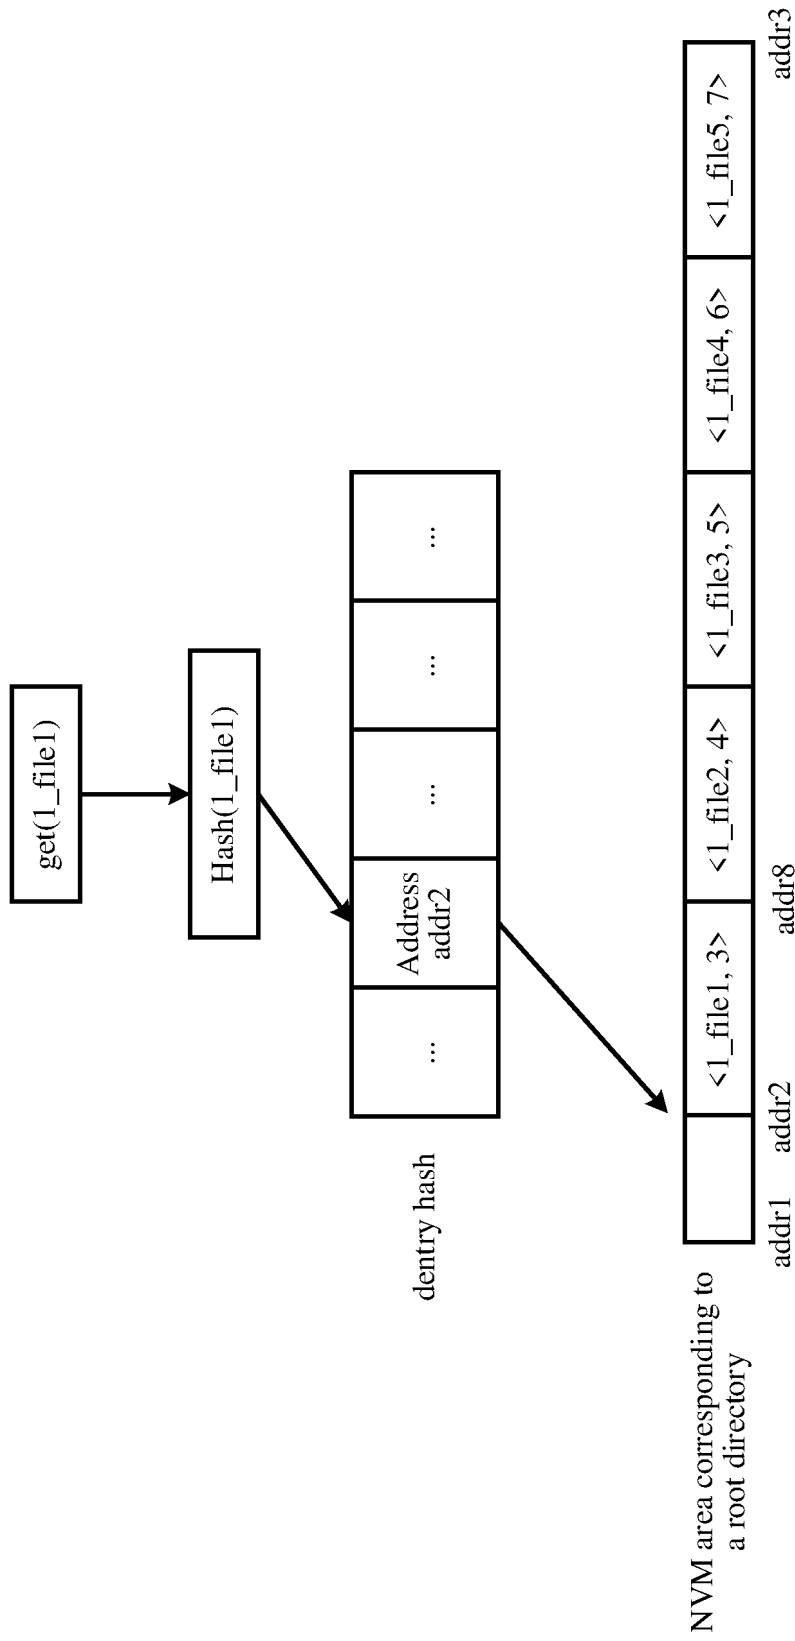 get(1_file1)
Hash(1_file1)
dentry hash
...
Address
addr2
...
...
...
NVM area corresponding to
a root directory
<1_file1, 3>
<1_file2, 4>
<1_file3, 5>
<1_file4, 6>
<1_file5, 7>
addr1
addr2
addr8
addr3